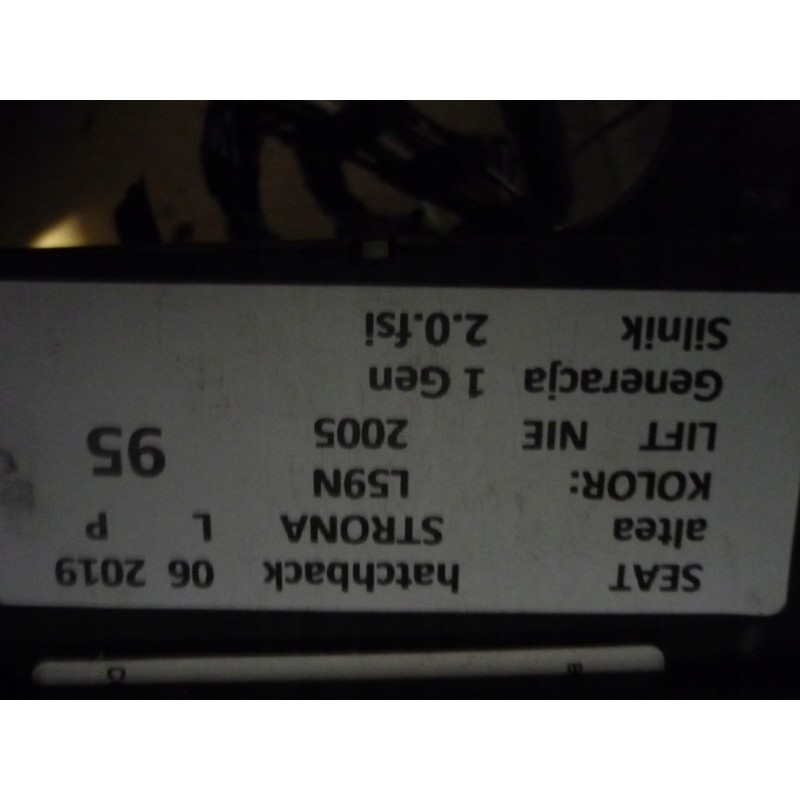 SEAT hatchback 06 2019
altea STRONA L P
KOLOR: L59N
LIFT NIE 2005 95
Generacja 1 Gen
Silnik 2.0.fsi